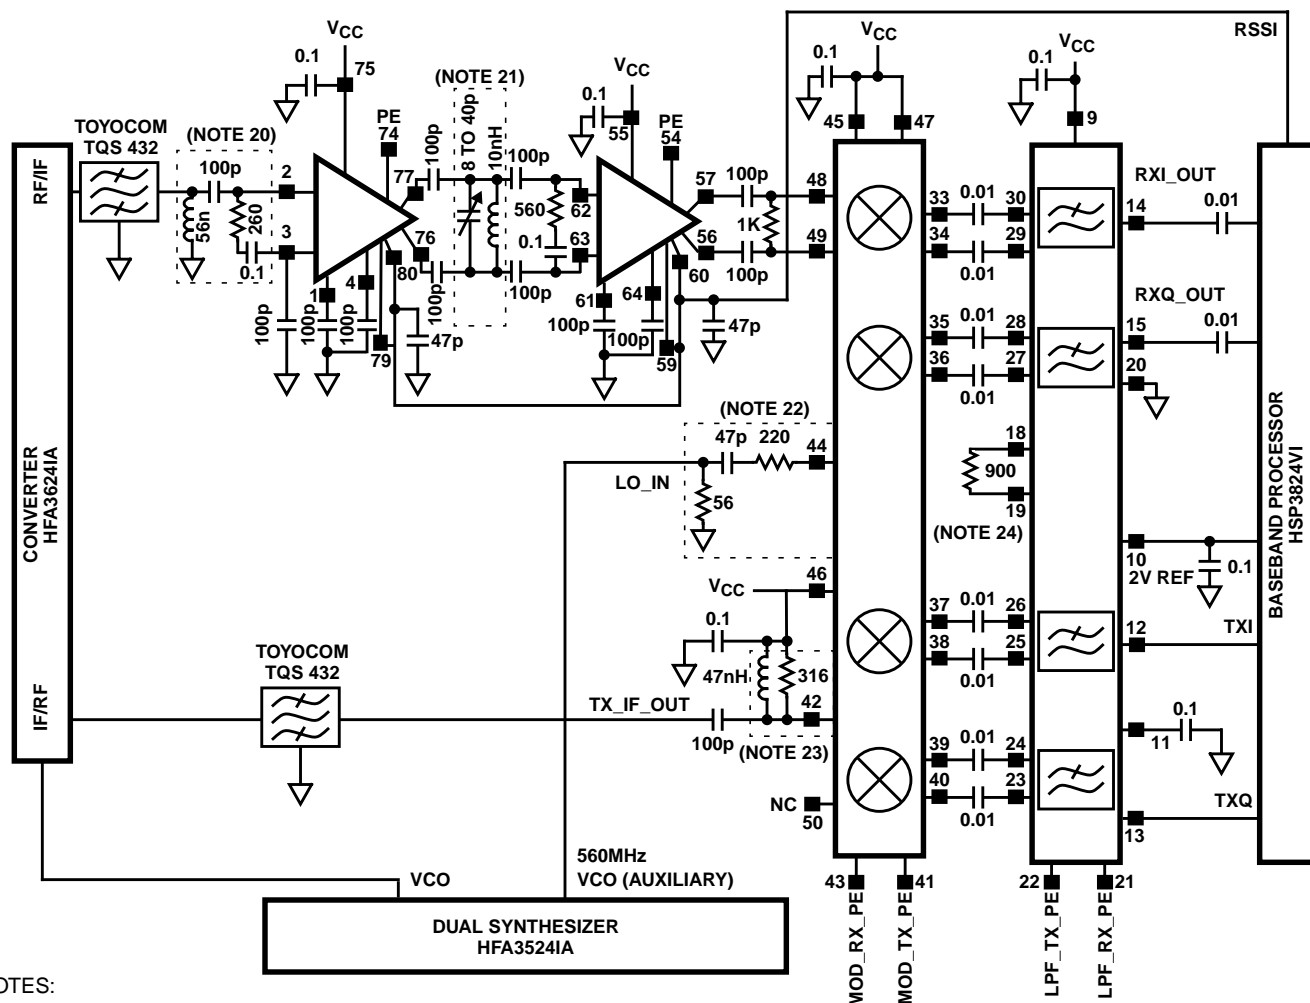 RSSI
VCC
0.1
75
(NOTE 21)
VCC
0.1
55
PE
74
PE
54
0.1
VCC
45
47
0.1
VCC
9
TOYOCOM
TQS 432
(NOTE 20)
100p
2
3
56n
260
0.1
77
76
80
1
4
79
100p
100p
100p
47p
100p
100p
8 TO 40p
10nH
100p
100p
560
0.1
62
63
61
64
59
100p
100p
57
56
60
100p
100p
1K
47p
48
49
33
0.01
30
34
0.01
29
RXI_OUT
14
0.01
35
0.01
28
36
0.01
27
RXQ_OUT
15
0.01
20
RF/IF
CONVERTER
HFA3624IA
IF/RF
(NOTE 22)
47p
220
44
LO_IN
56
18
900
19
(NOTE 24)
10
2V REF
0.1
BASEBAND PROCESSOR
HSP3824VI
VCC
46
0.1
47nH
316
42
TX_IF_OUT
100p
(NOTE 23)
TOYOCOM
TQS 432
37
0.01
26
38
0.01
25
12
TXI
39
0.01
24
40
0.01
23
11
0.1
13
TXQ
NC
50
VCO
560MHz
VCO (AUXILIARY)
43
41
22
21
MOD_RX_PE
MOD_TX_PE
LPF_TX_PE
LPF_RX_PE
DUAL SYNTHESIZER
HFA3524IA
OTES: